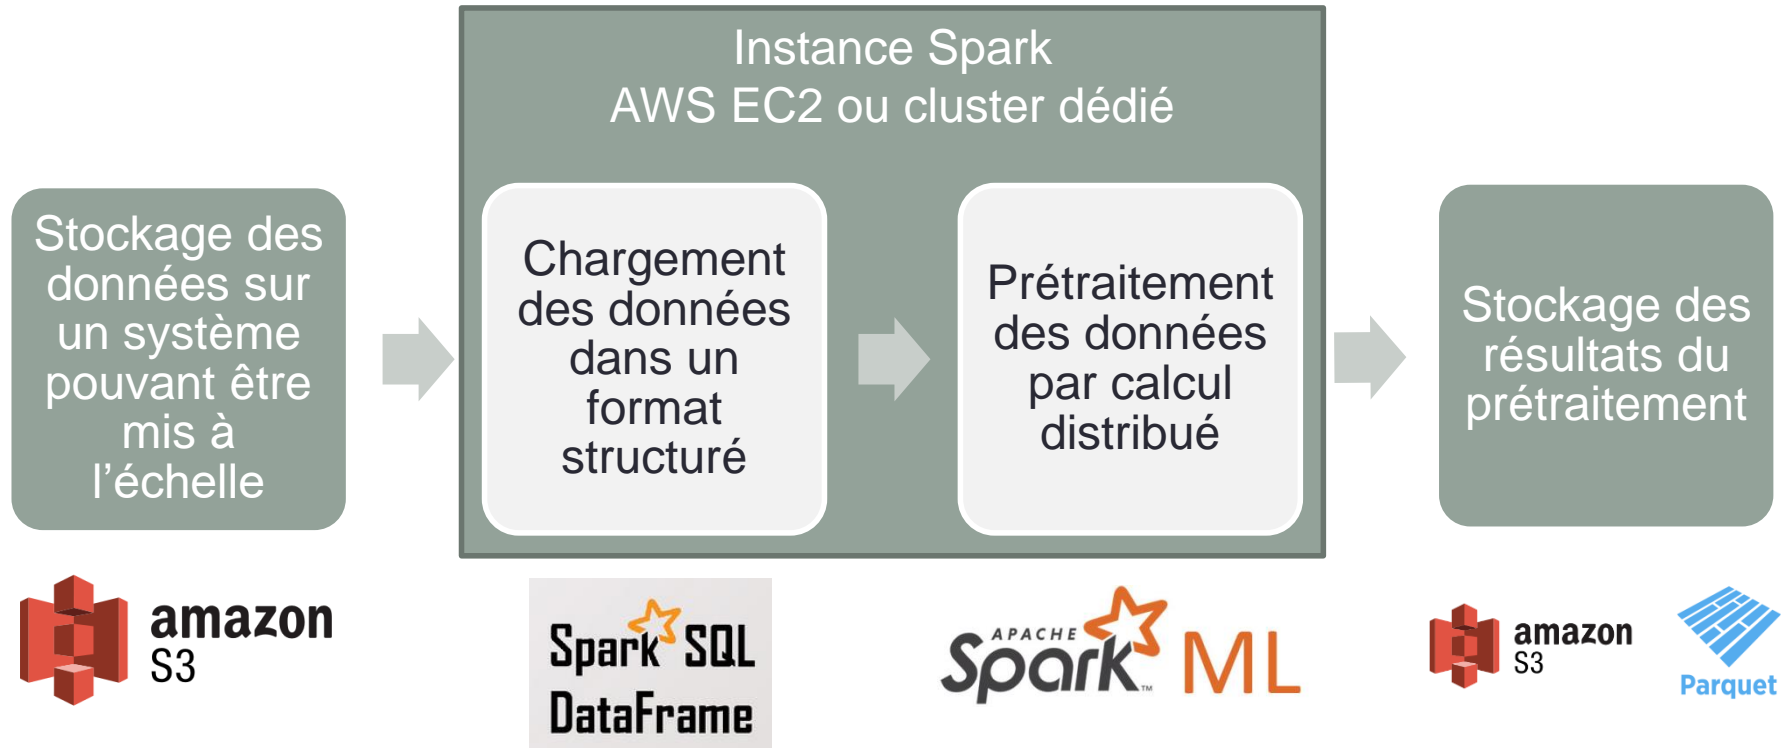 Instance Spark
AWS EC2 ou cluster dédié
Stockage des
données sur
un système
pouvant être
mis à
l’échelle
Chargement
des données
dans un
format
structuré
Prétraitement
des données
par calcul
distribué
Stockage des
résultats du
prétraitement
amazon
S3
Spark SQL
DataFrame
APACHE
Spark™ ML
amazon
S3
Parquet